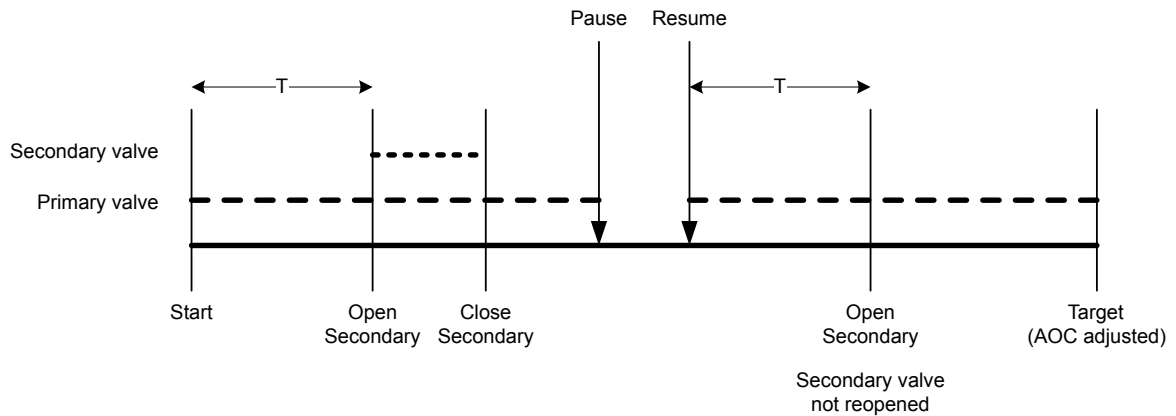 Pause Resume
T T
Secondary valve
Primary valve
Start
Open
Secondary
Close
Secondary
Open
Secondary
Secondary valve
not reopened
Target
(AOC adjusted)